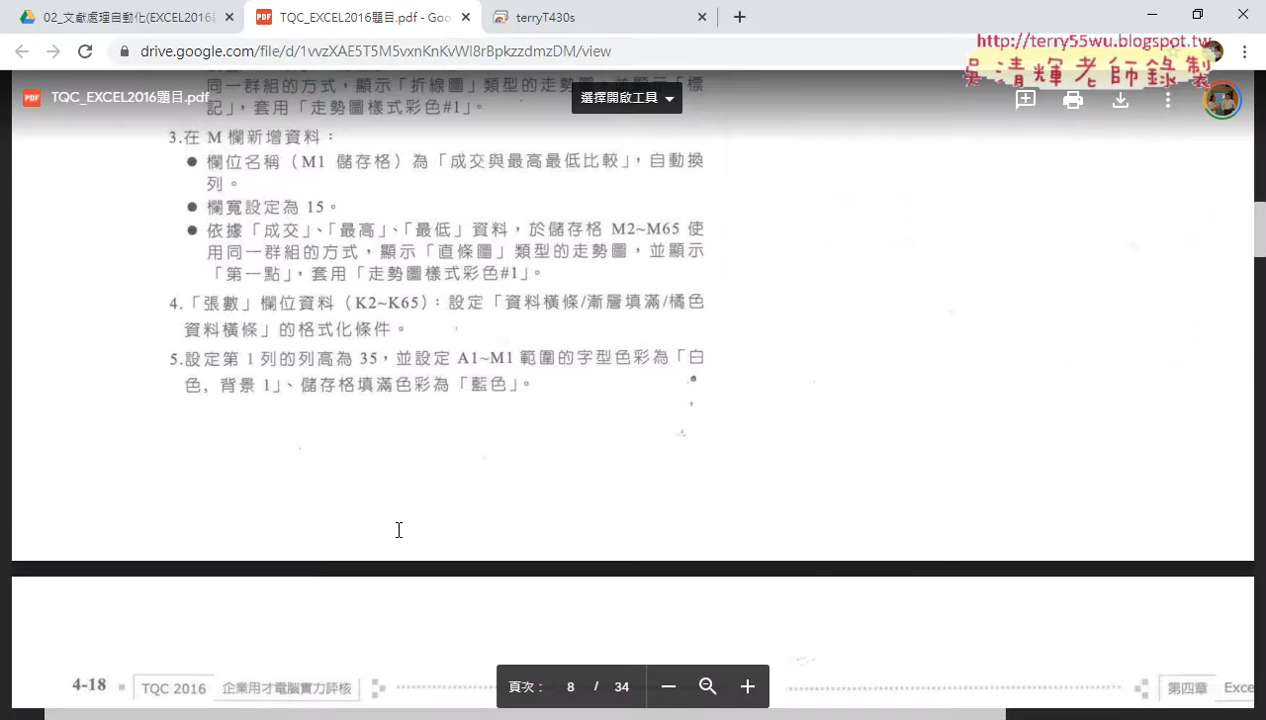 02_文獻處理自動化(EXCEL2016題
TQC_EXCEL2016題目.pdf - Goo
terryT430s
drive.google.com/file/d/1vvzXAE5T5M5vxnKnKvWI8rBpkzzdmzDM/view
http://terry55wu.blogspot.tw
吳清輝老師錄製
同一群組的方式,顯示「折線圖」類型的走勢圖,並顯示「標
TQC_EXCEL2016題目.pdf
選擇開啟工具
記」,套用「走勢圖樣式彩色#1」。
3.在 M 欄新增資料:
● 欄位名稱(M1 儲存格)為「成交與最高最低比較」,自動換
列。
● 欄寬設定為 15。
● 依據「成交」、「最高」、「最低」資料,於儲存格 M2~M65 使
用同一群組的方式,顯示「直條圖」類型的走勢圖,並顯示
「第一點」,套用「走勢圖樣式彩色#1」。
4.「張數」欄位資料(K2~K65):設定「資料橫條/漸層填滿/橘色
資料橫條」的格式化條件。
5.設定第 1 列的列高為 35,並設定 A1~M1 範圍的字型色彩為「白
色, 背景 1」、儲存格填滿色彩為「藍色」。
4-18
TQC 2016
企業用才電腦實力評核
頁次: 8 / 34
第四章
Exce